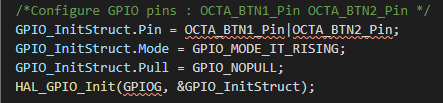 /*Configure GPIO pins : OCTA_BTN1_Pin OCTA_BTN2_Pin */
GPIO_InitStruct.Pin = OCTA_BTN1_Pin|OCTA_BTN2_Pin;
GPIO_InitStruct.Mode = GPIO_MODE_IT_RISING;
GPIO_InitStruct.Pull = GPIO_NOPULL;
HAL_GPIO_Init(GPIOG, &GPIO_InitStruct);